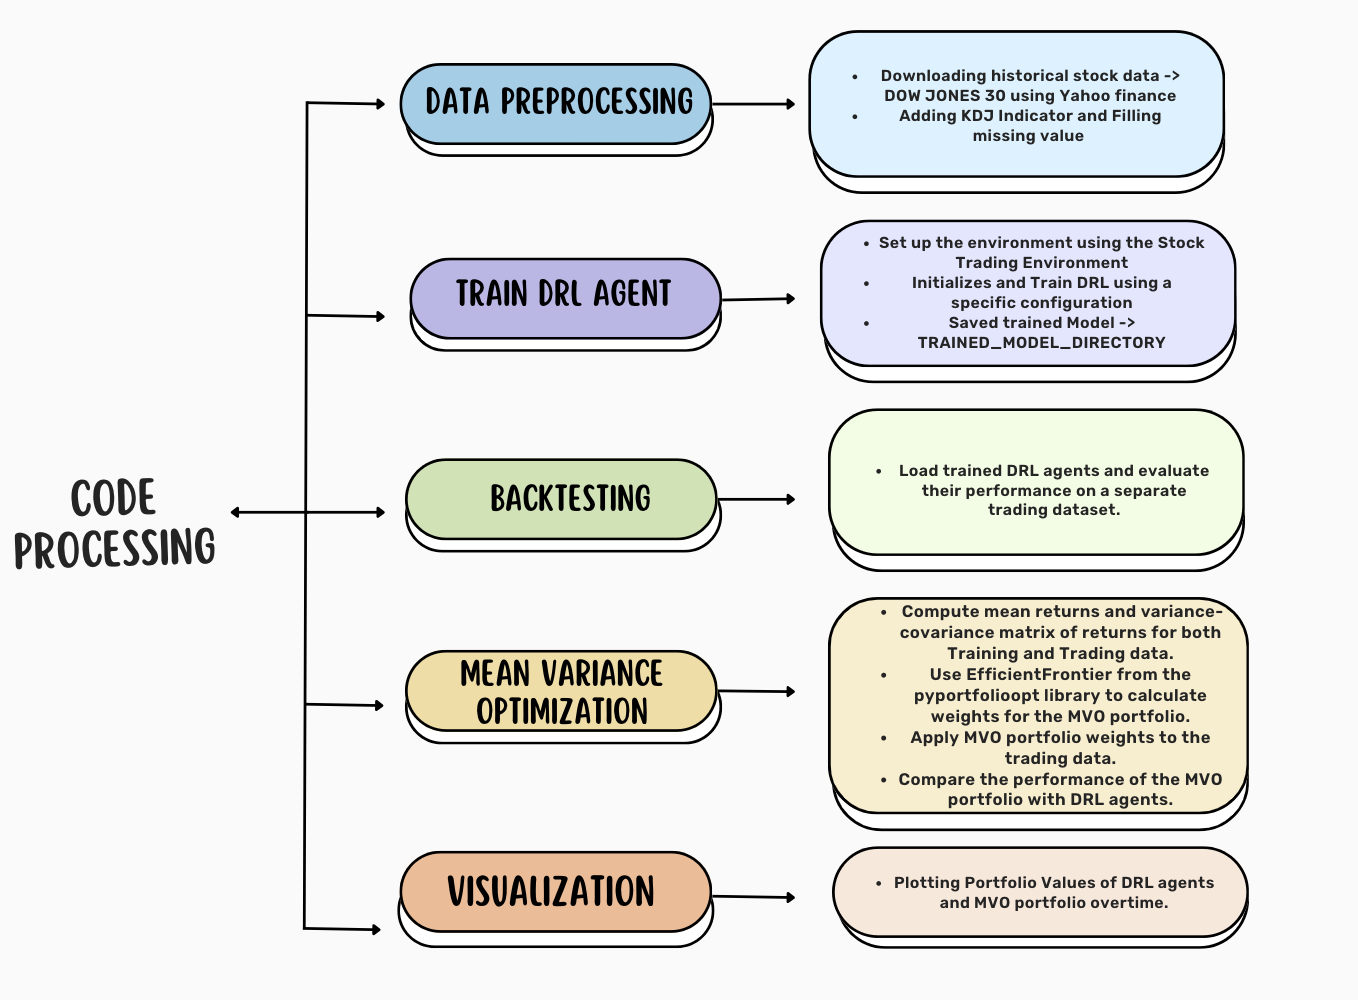 CODE
PROCESSING
DATA PREPROCESSING
• Downloading historical stock data ->
DOW JONES 30 using Yahoo finance
• Adding KDJ Indicator and Filling
missing value
TRAIN DRL AGENT
• Set up the environment using the Stock
Trading Environment
• Initializes and Train DRL using a
specific configuration
• Saved trained Model ->
TRAINED_MODEL_DIRECTORY
BACKTESTING
• Load trained DRL agents and evaluate
their performance on a separate
trading dataset.
MEAN VARIANCE
OPTIMIZATION
• Compute mean returns and variance-
covariance matrix of returns for both
Training and Trading data.
• Use EfficientFrontier from the
pyportfolioopt library to calculate
weights for the MVO portfolio.
• Apply MVO portfolio weights to the
trading data.
• Compare the performance of the MVO
portfolio with DRL agents.
VISUALIZATION
• Plotting Portfolio Values of DRL agents
and MVO portfolio overtime.